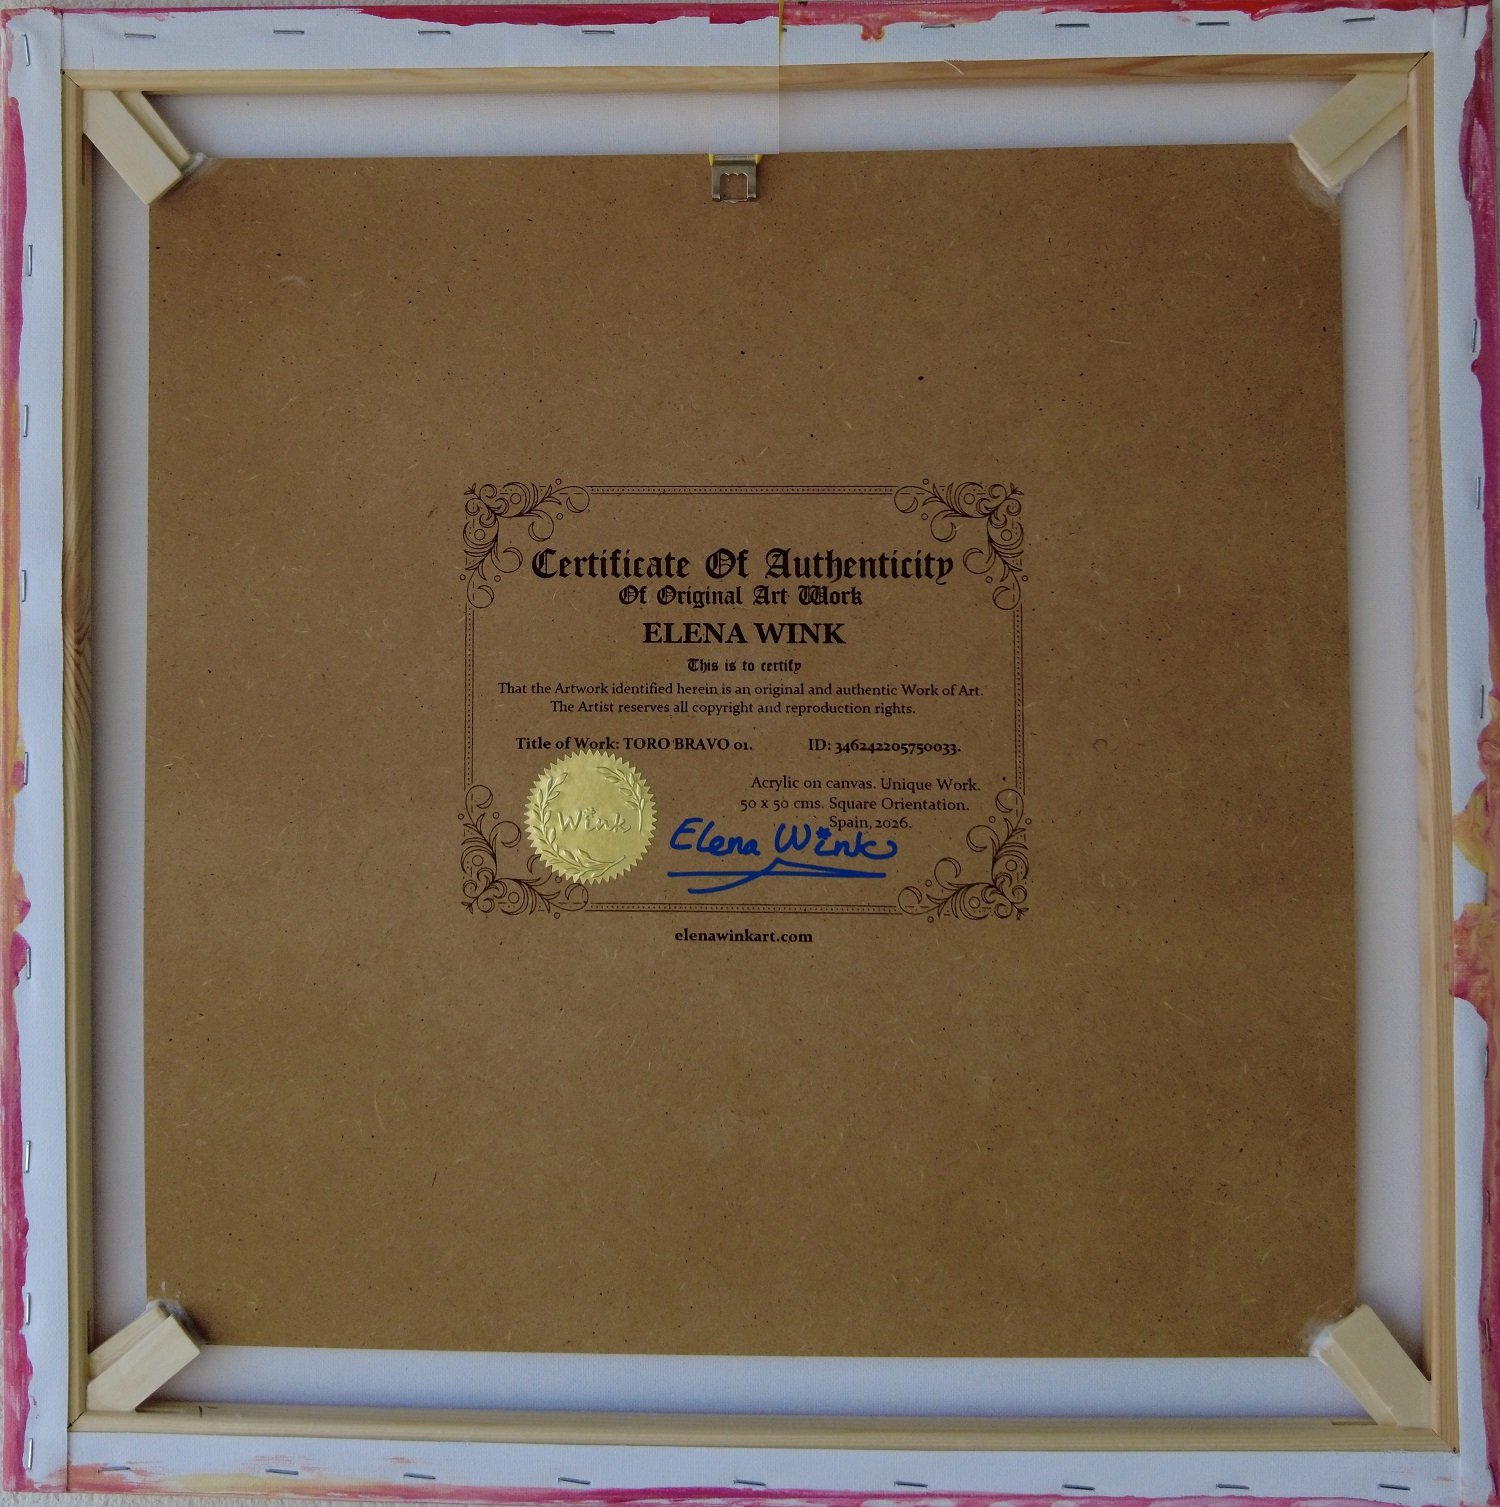 Certificate Of Authenticity
Of Original Art Work
ELENA WINK
This is to certify
That the Artwork identified herein is an original and authentic Work of Art.
The Artist reserves all copyright and reproduction rights.
Title of Work: TORO BRAVO 01. ID: 346242205750033.
Acrylic on canvas. Unique Work.
50 x 50 cms. Square Orientation.
Spain, 2026.
Wink
Elena Wink
elenawinkart.com